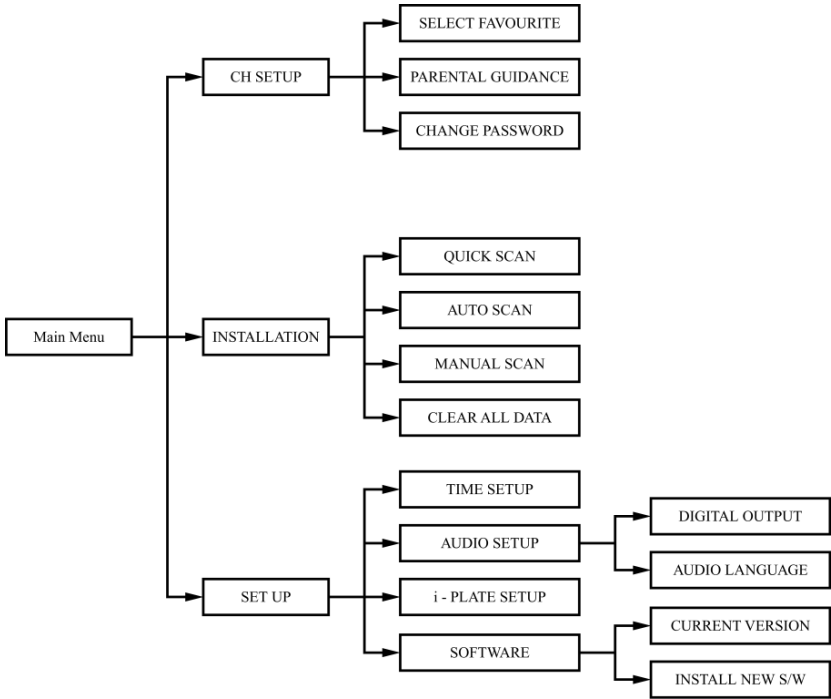 Main Menu
CH SETUP
SELECT FAVOURITE
PARENTAL GUIDANCE
CHANGE PASSWORD
INSTALLATION
QUICK SCAN
AUTO SCAN
MANUAL SCAN
CLEAR ALL DATA
SET UP
TIME SETUP
AUDIO SETUP
DIGITAL OUTPUT
AUDIO LANGUAGE
i - PLATE SETUP
SOFTWARE
CURRENT VERSION
INSTALL NEW S/W